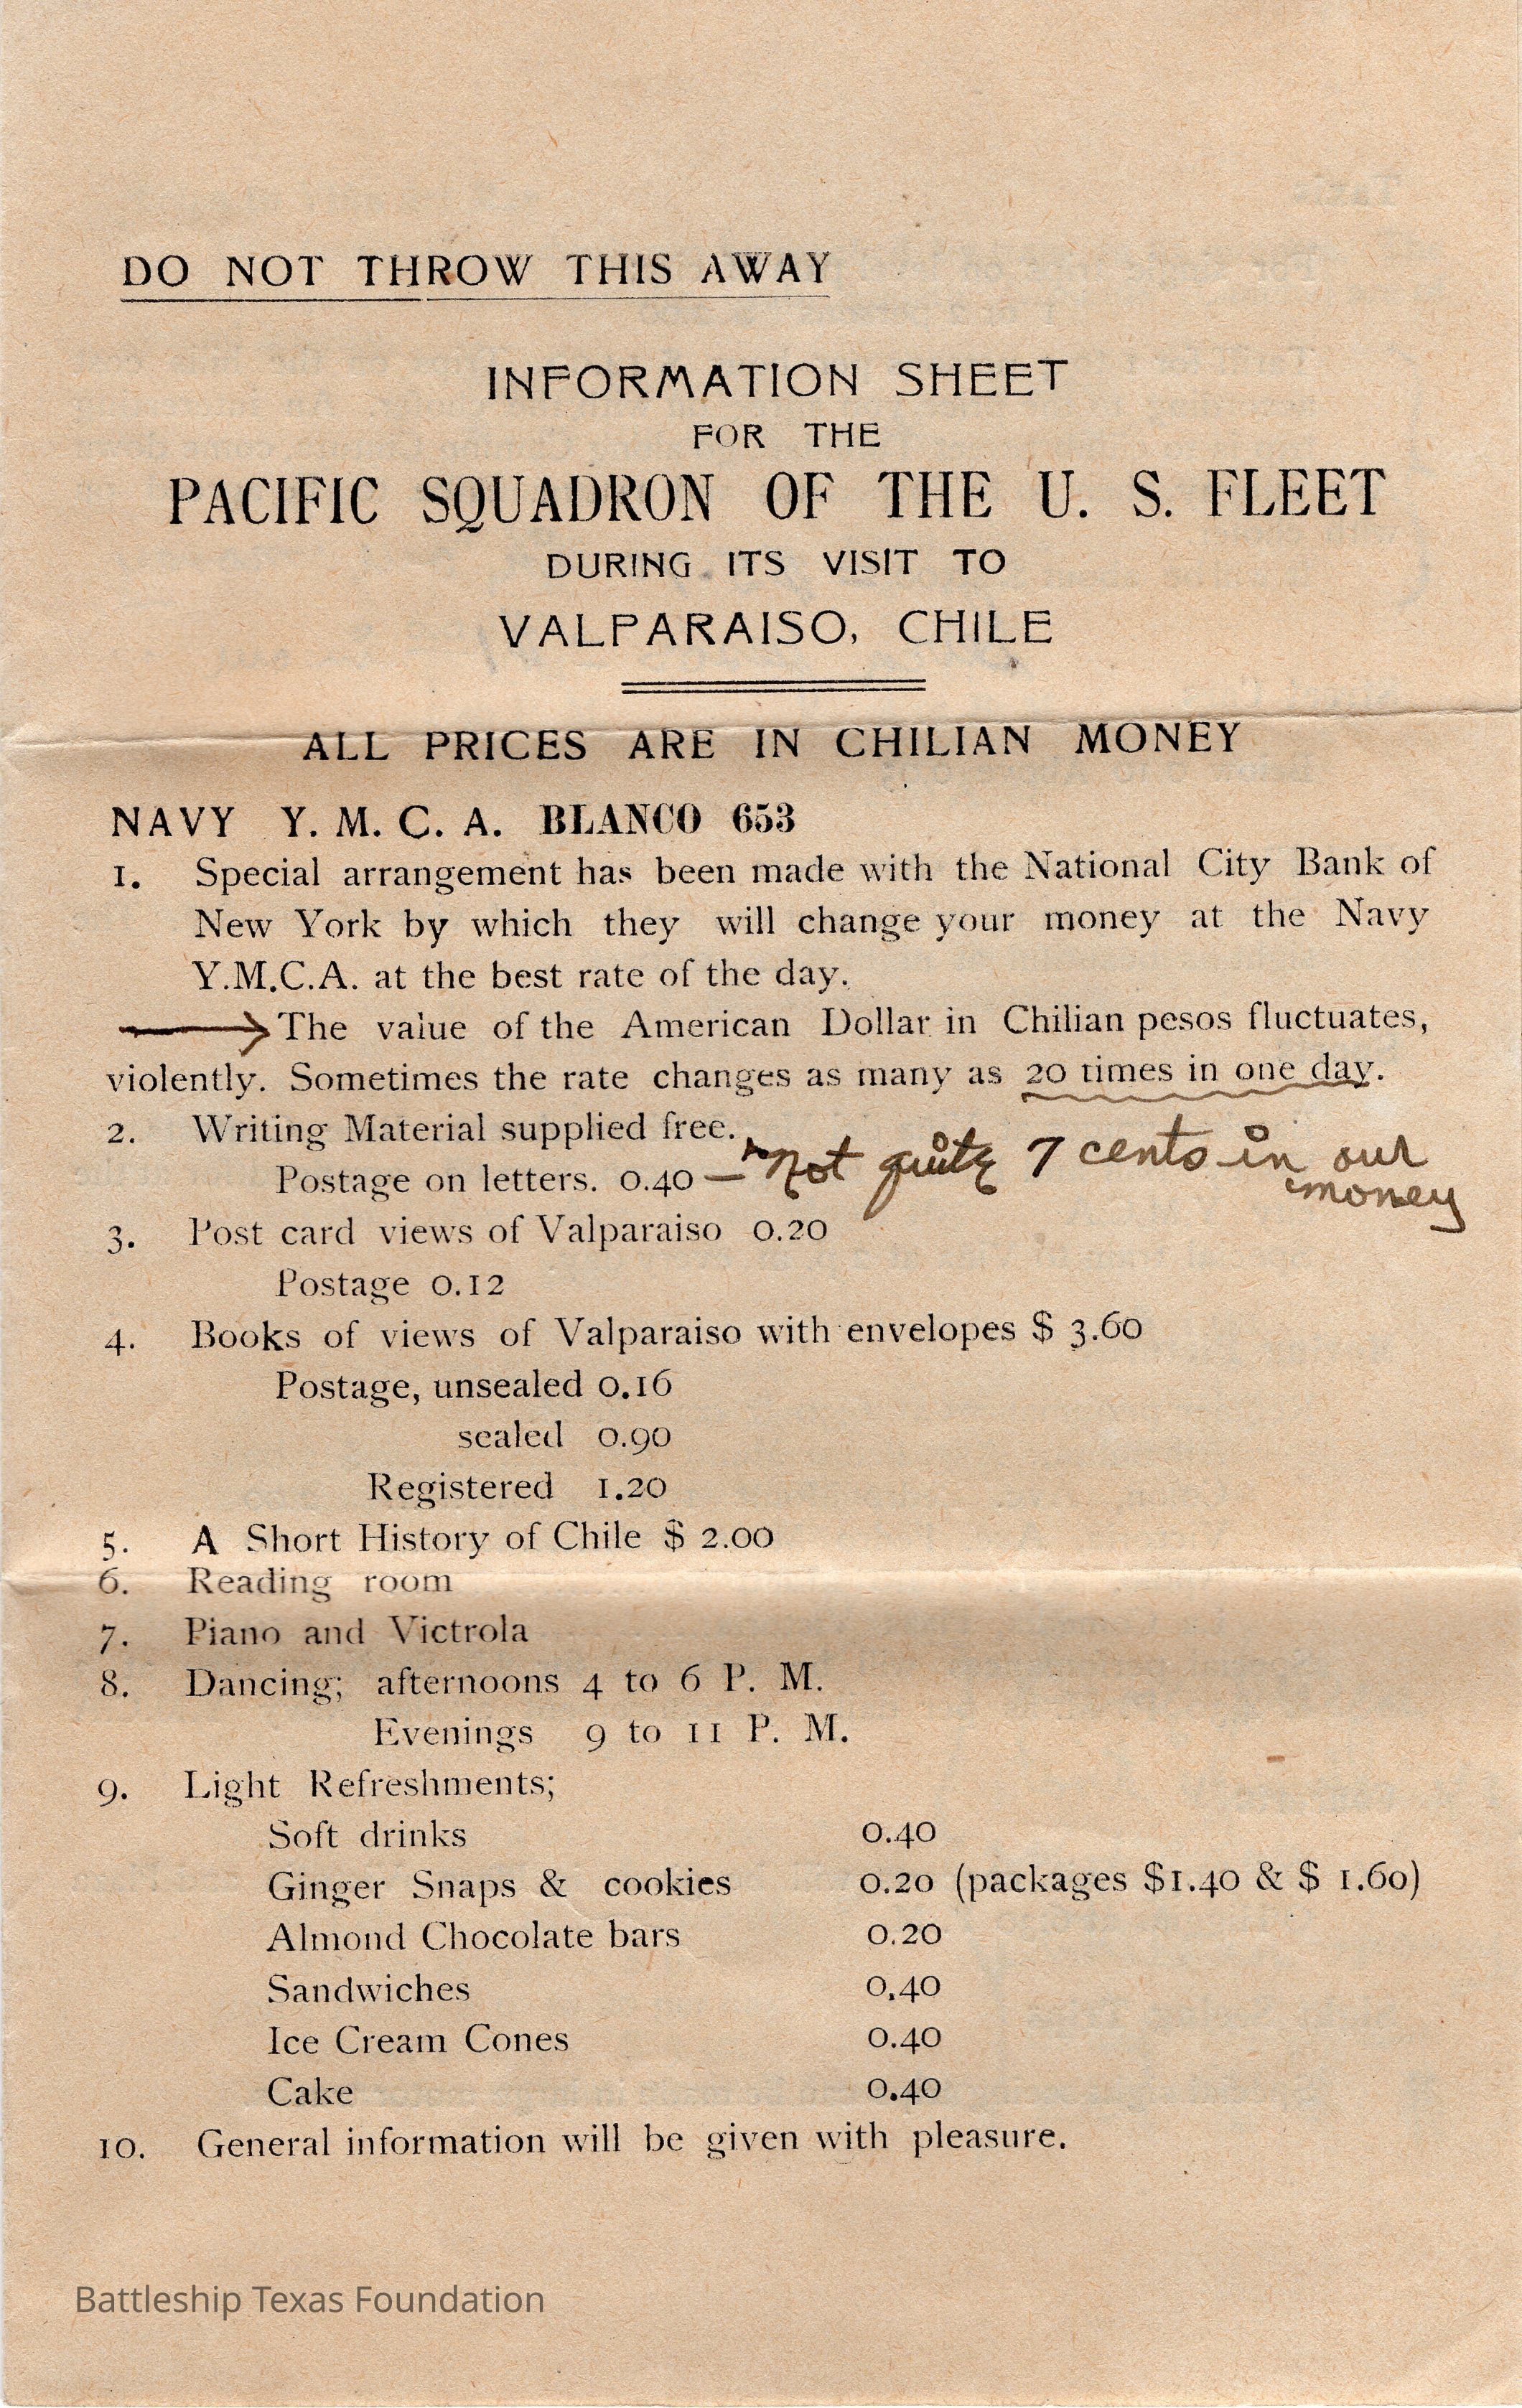 DO NOT THROW THIS AWAY
INFORMATION SHEET
FOR THE
PACIFIC SQUADRON OF THE U. S. FLEET
DURING ITS VISIT TO
VALPARAISO, CHILE
ALL PRICES ARE IN CHILIAN MONEY
NAVY Y. M. C. A. BLANCO 653
1. Special arrangement has been made with the National City Bank of
New York by which they will change your money at the Navy
Y.M.C.A. at the best rate of the day.
The value of the American Dollar in Chilian pesos fluctuates,
violently. Sometimes the rate changes as many as 20 times in one day.
2. Writing Material supplied free.
Postage on letters. 0.40 — Not quite 7 cents in our
money
3. Post card views of Valparaiso 0.20
Postage 0.12
4. Books of views of Valparaiso with envelopes $ 3.60
Postage, unsealed 0.16
sealed 0.90
Registered 1.20
5. A Short History of Chile $ 2.00
6. Reading room
7. Piano and Victrola
8. Dancing; afternoons 4 to 6 P. M.
Evenings 9 to 11 P. M.
9. Light Refreshments;
Soft drinks 0.40
Ginger Snaps & cookies 0.20 (packages $1.40 & $ 1.60)
Almond Chocolate bars 0.20
Sandwiches 0,40
Ice Cream Cones 0.40
Cake 0.40
10. General information will be given with pleasure.
Battleship Texas Foundation